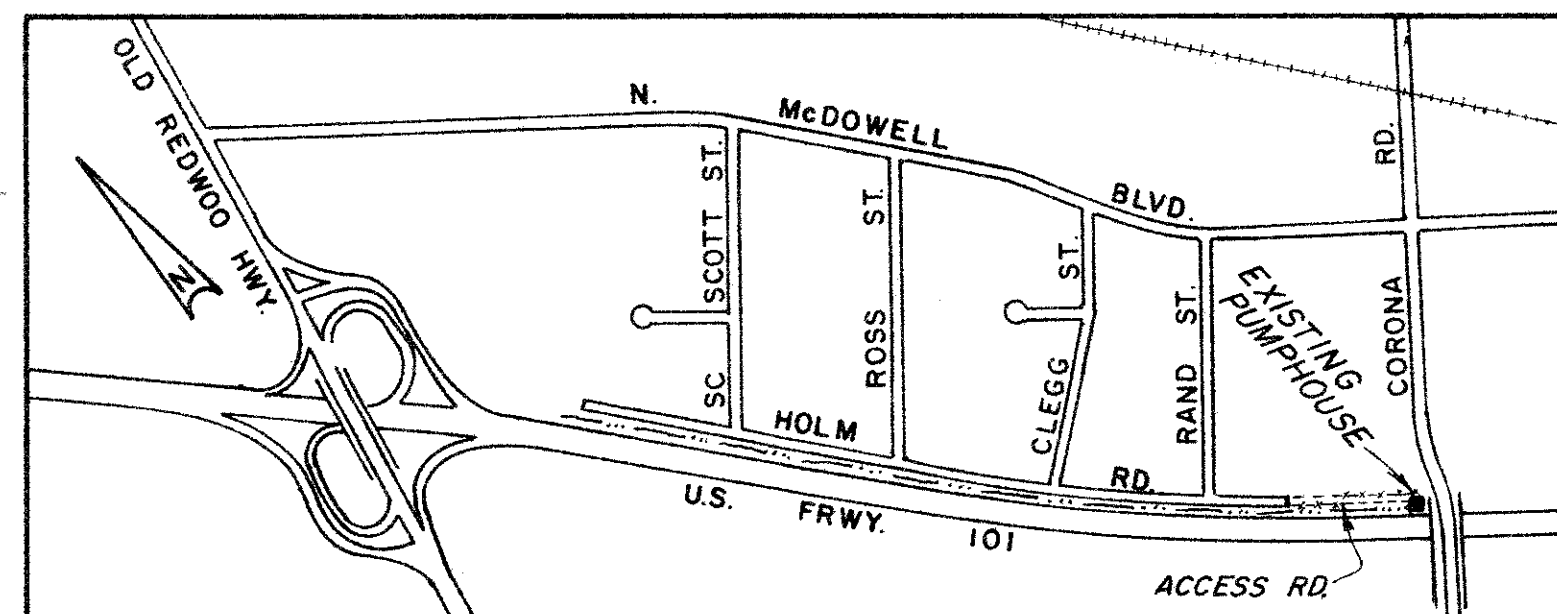 OLD REDWOO HWY.
N. McDOWELL BLVD.
N
SC SCOTT ST.
ROSS ST.
CLEGG ST.
RAND ST.
CORONA RD.
EXISTING
PUMPHOUSE
HOLM RD.
U.S. FRWY. 101
ACCESS RD.